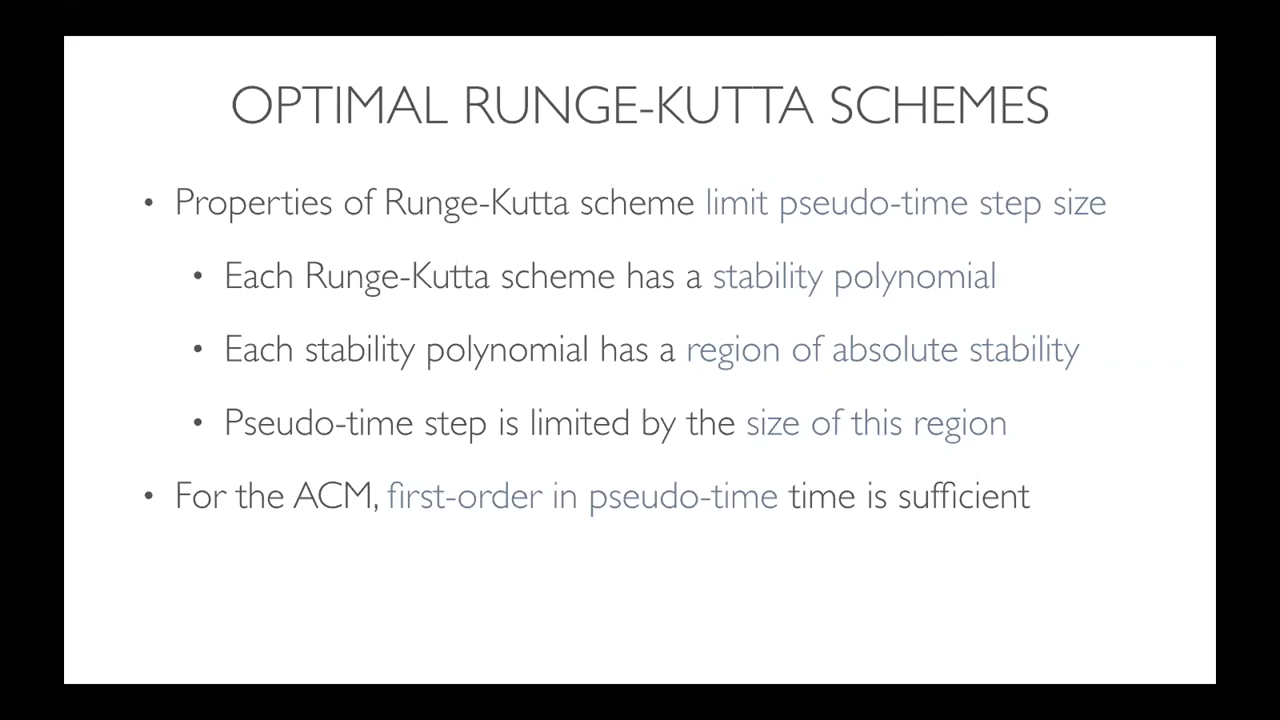 OPTIMAL RUNGE-KUTTA SCHEMES
• Properties of Runge-Kutta scheme limit pseudo-time step size
• Each Runge-Kutta scheme has a stability polynomial
• Each stability polynomial has a region of absolute stability
• Pseudo-time step is limited by the size of this region
• For the ACM, first-order in pseudo-time time is sufficient